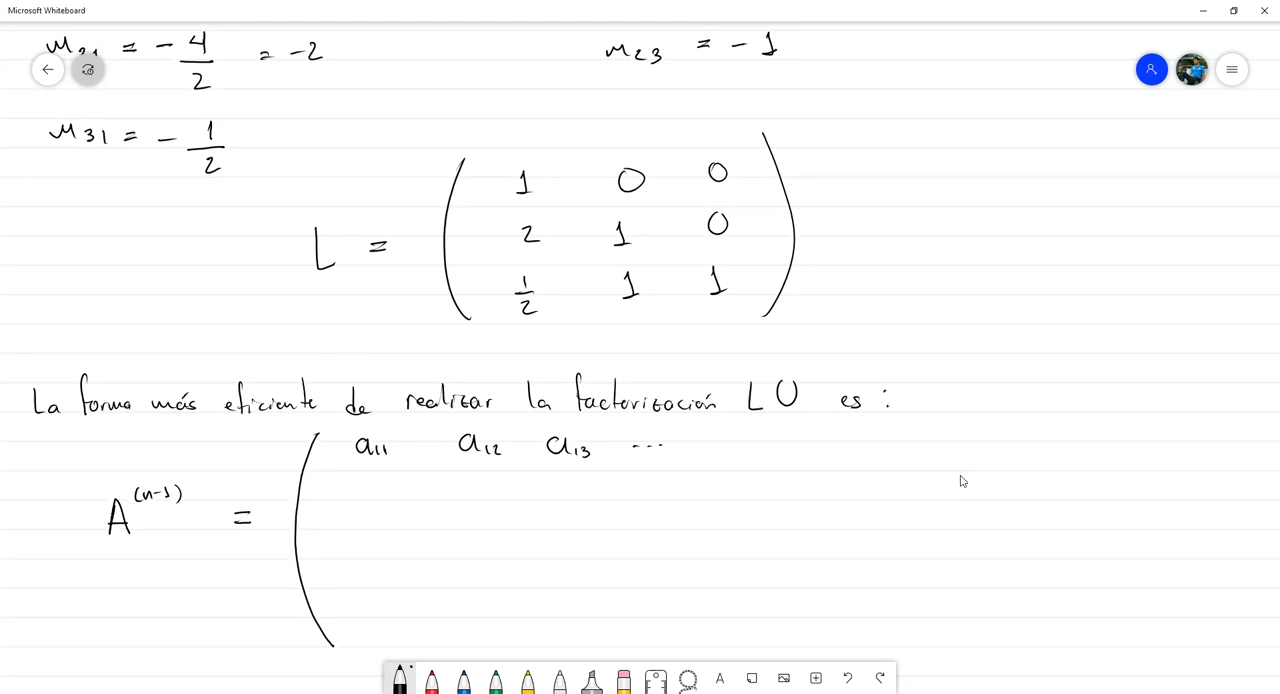 Microsoft Whiteboard
m21 = - 4/2 = -2 m23 = - 1
m31 = - 1/2
L = ( 1 0 0
2 1 0
1/2 1 1 )
La forma más eficiente de realizar la factorización LU es :
A^(n-1) = ( a11 a12 a13 ...
A